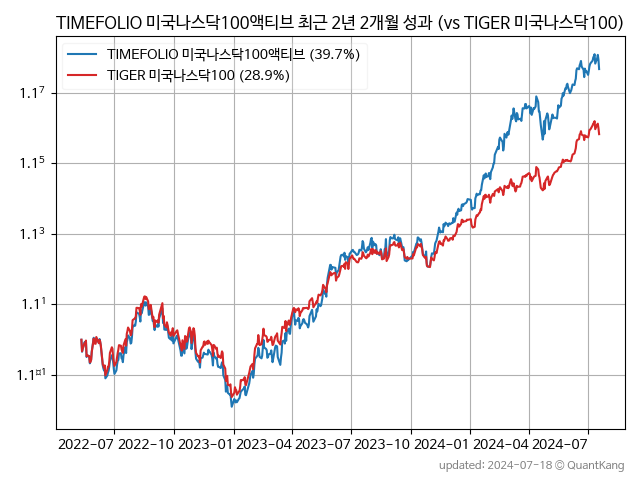 TIMEFOLIO 미국나스닥100액티브 최근 2년 2개월 성과 (vs TIGER 미국나스닥100)
TIMEFOLIO 미국나스닥100액티브 (39.7%)
TIGER 미국나스닥100 (28.9%)
1.1⁷
1.1⁵
1.1³
1.1¹
1.1¤¹
2022-07 2022-10 2023-01 2023-04 2023-07 2023-10 2024-01 2024-04 2024-07
updated: 2024-07-18 © QuantKang